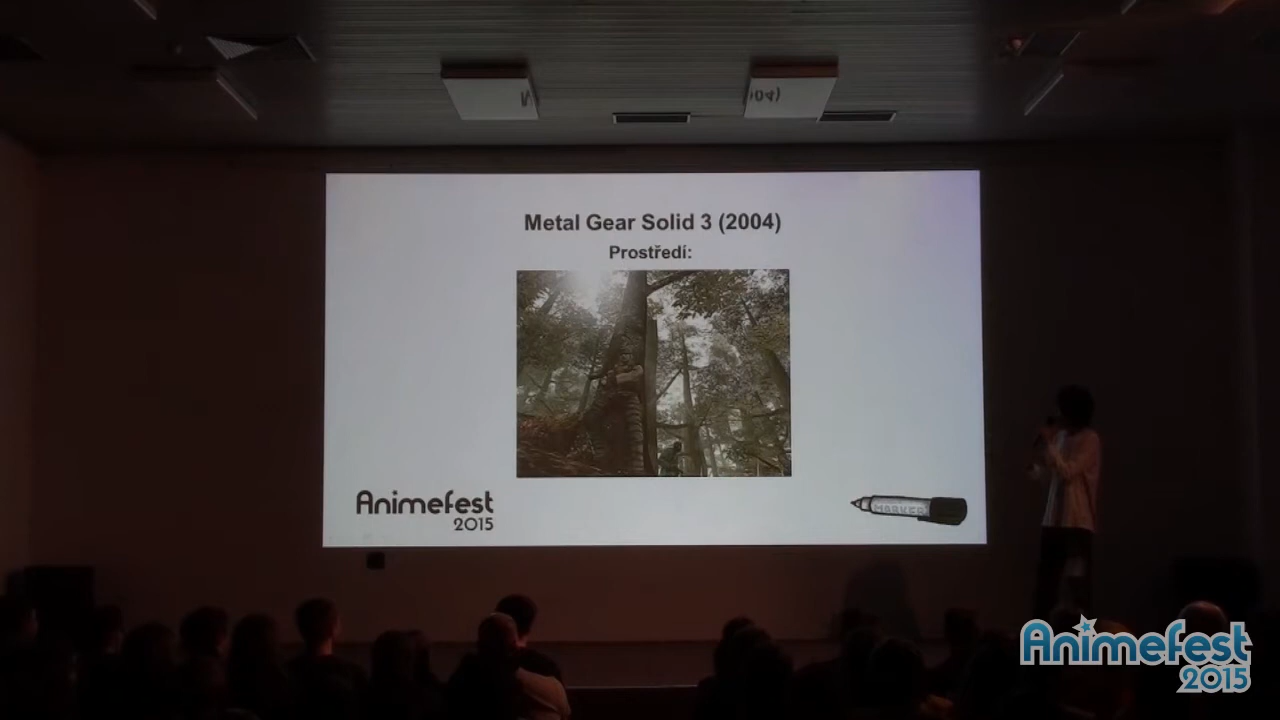 Metal Gear Solid 3 (2004)
Prostředí:
Animefest
2015
MARKER
Animefest
2015